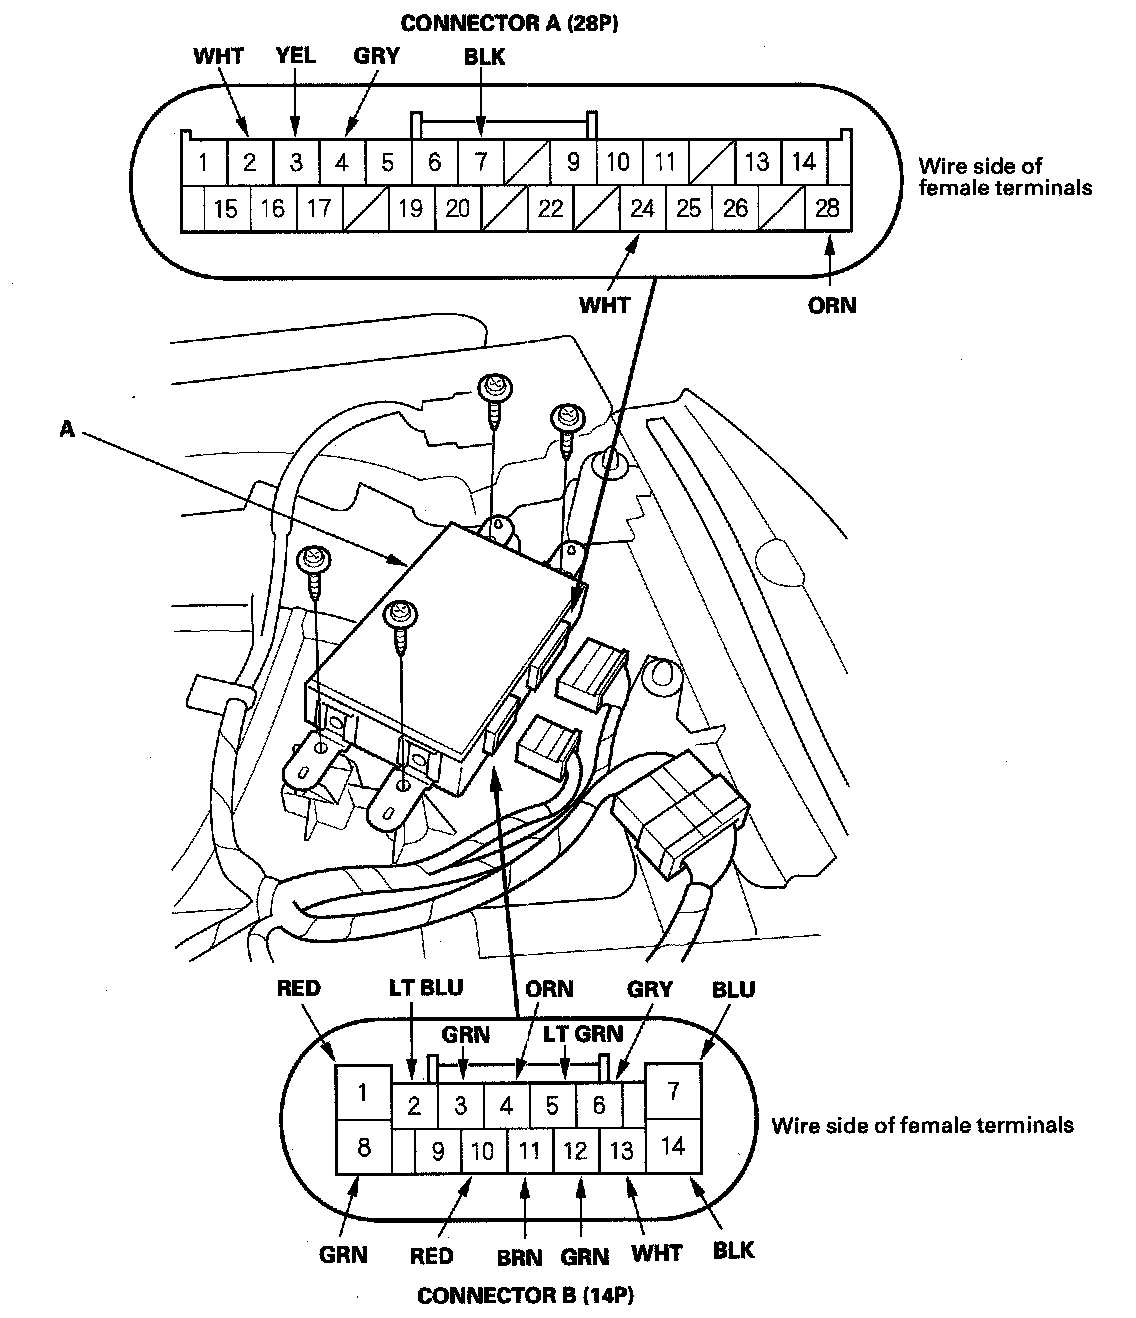 CONNECTOR A (28P)
WHT YEL GRY BLK
1 2 3 4 5 6 7 9 10 11 13 14
Wire side of
female terminals
15 16 17 19 20 22 24 25 26 28
WHT ORN
A
RED LT BLU ORN GRY BLU
GRN LT GRN
1 2 3 4 5 6 7
Wire side of female terminals
8 9 10 11 12 13 14
GRN RED BRN GRN WHT BLK
CONNECTOR B (14P)